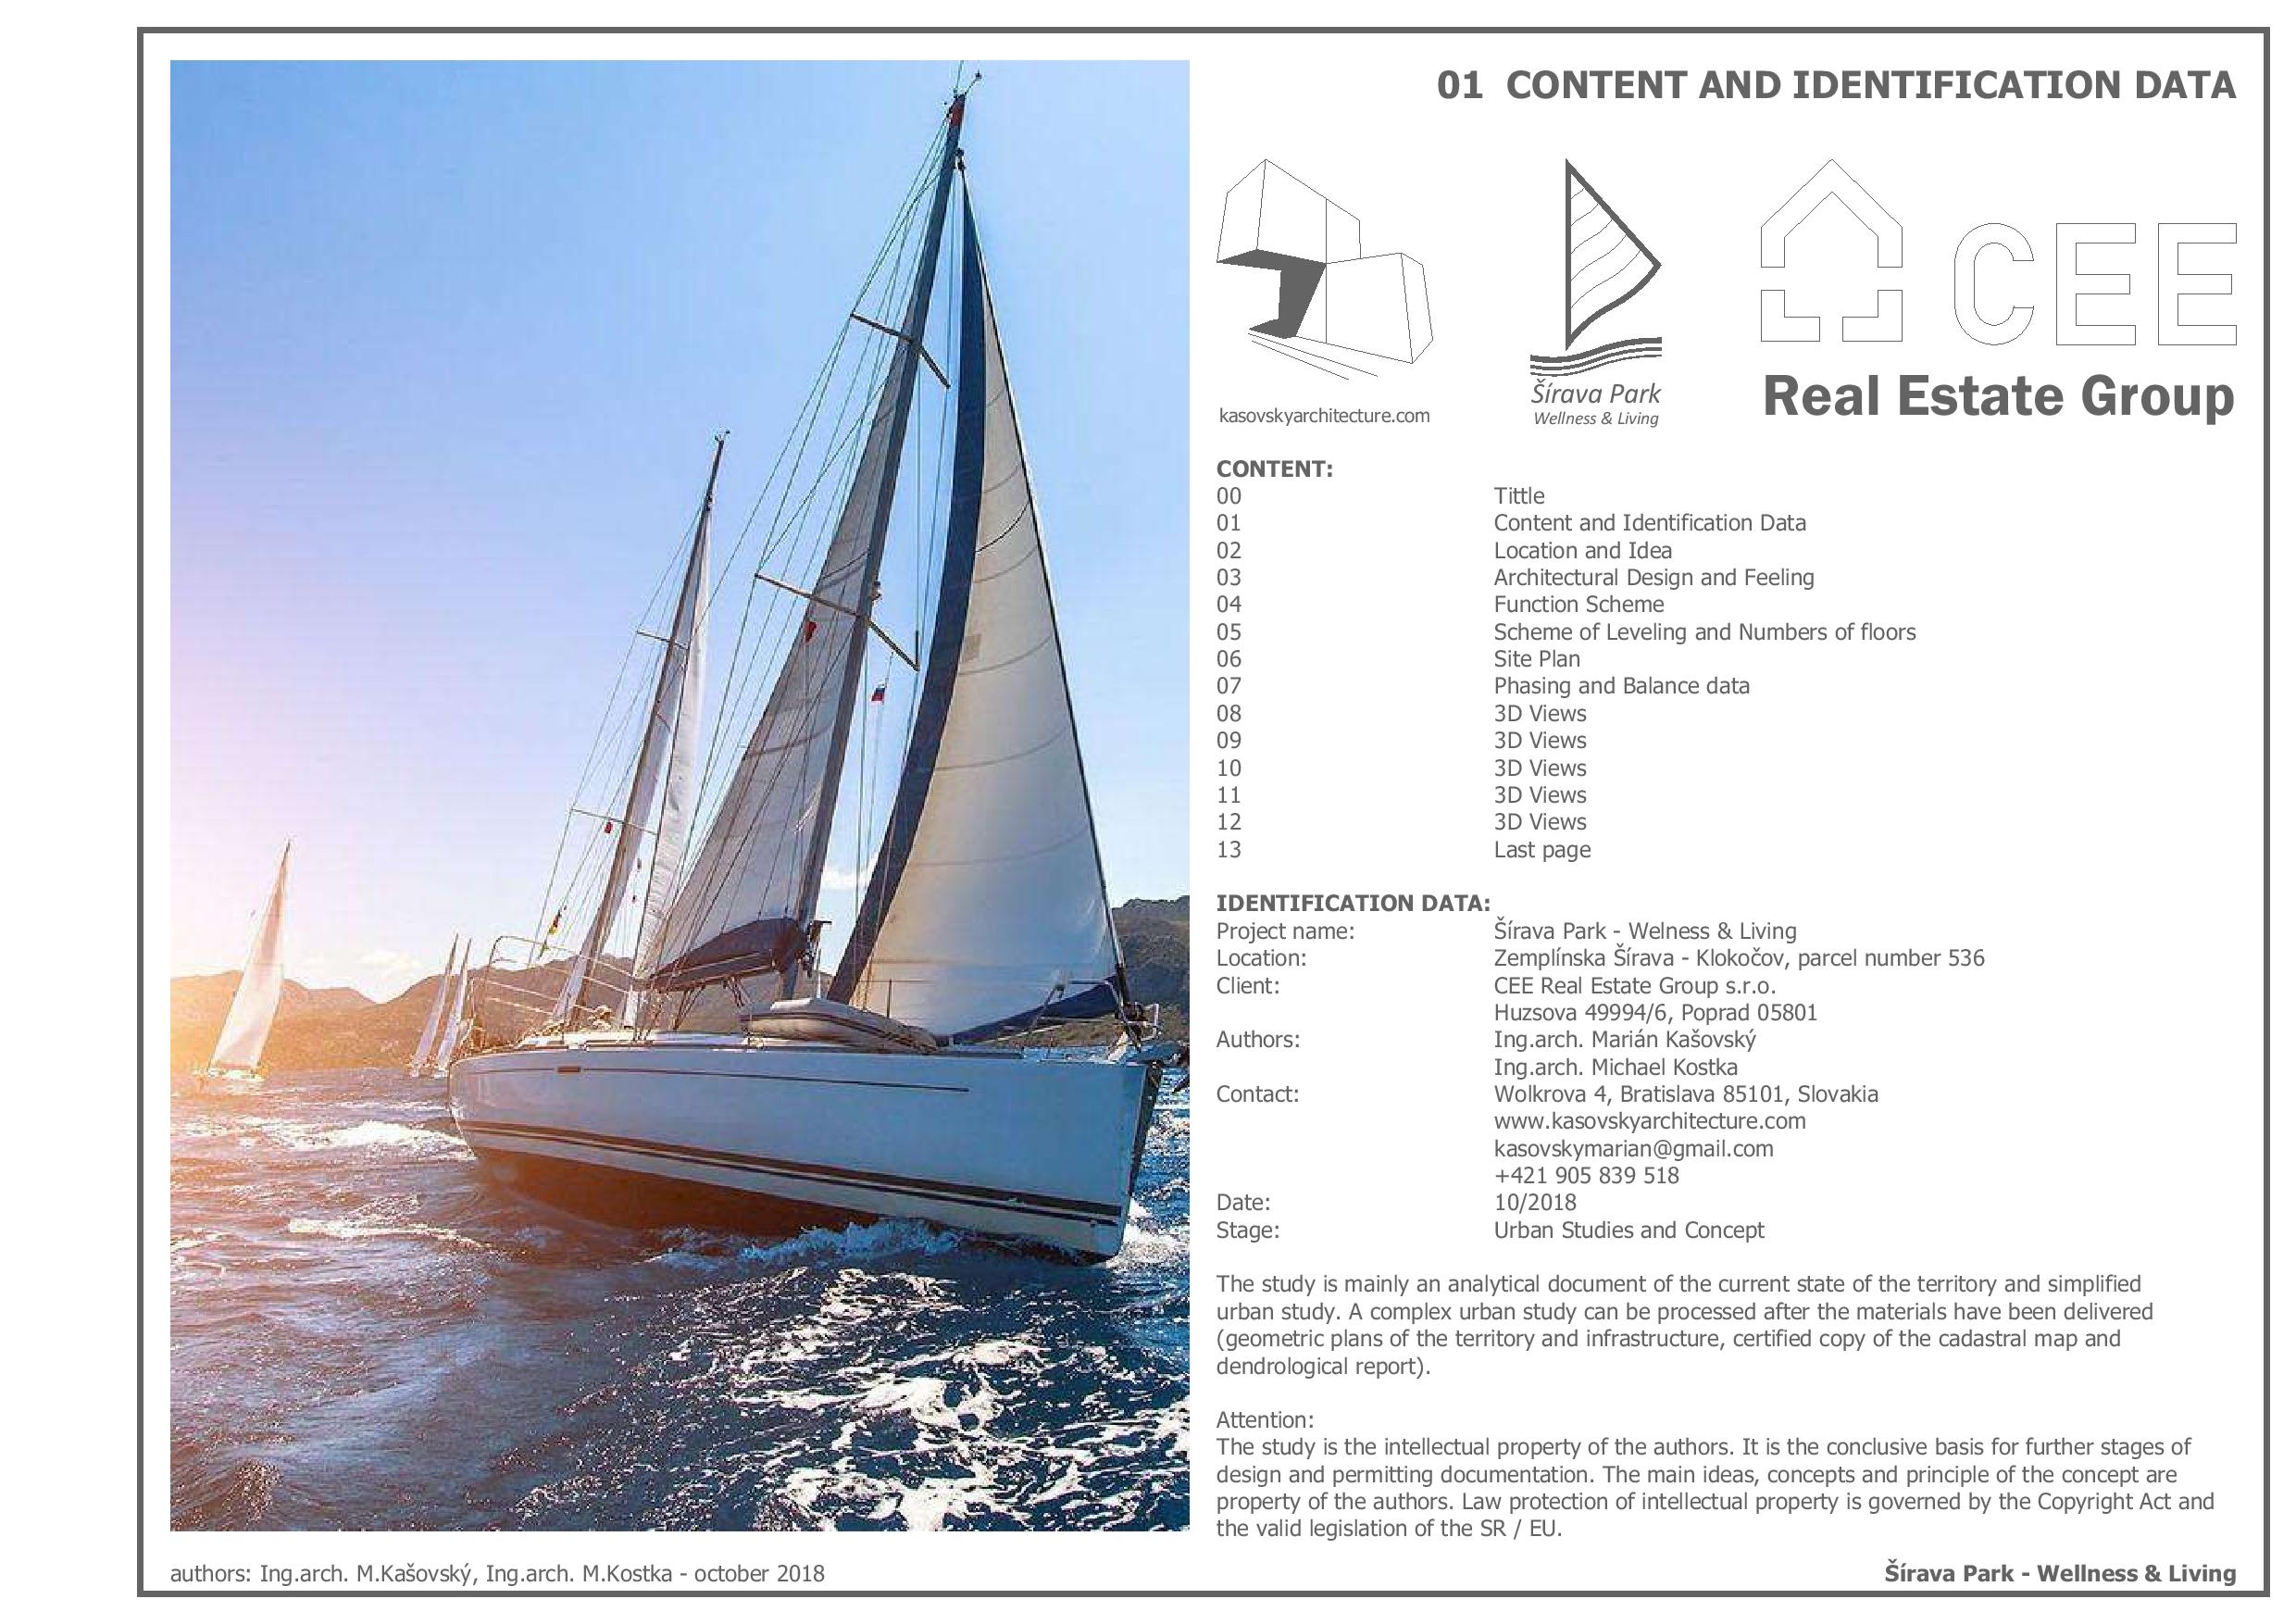 01 CONTENT AND IDENTIFICATION DATA
CEE
Real Estate Group
Šírava Park
Wellness & Living
kasovskyarchitecture.com
CONTENT:
00 Tittle
01 Content and Identification Data
02 Location and Idea
03 Architectural Design and Feeling
04 Function Scheme
05 Scheme of Leveling and Numbers of floors
06 Site Plan
07 Phasing and Balance data
08 3D Views
09 3D Views
10 3D Views
11 3D Views
12 3D Views
13 Last page
IDENTIFICATION DATA:
Project name: Šírava Park - Welness & Living
Location: Zemplínska Šírava - Klokočov, parcel number 536
Client: CEE Real Estate Group s.r.o.
Huzsova 49994/6, Poprad 05801
Authors: Ing.arch. Marián Kašovský
Ing.arch. Michael Kostka
Contact: Wolkrova 4, Bratislava 85101, Slovakia
www.kasovskyarchitecture.com
kasovskymarian@gmail.com
+421 905 839 518
Date: 10/2018
Stage: Urban Studies and Concept
The study is mainly an analytical document of the current state of the territory and simplified
urban study. A complex urban study can be processed after the materials have been delivered
(geometric plans of the territory and infrastructure, certified copy of the cadastral map and
dendrological report).
Attention:
The study is the intellectual property of the authors. It is the conclusive basis for further stages of
design and permitting documentation. The main ideas, concepts and principle of the concept are
property of the authors. Law protection of intellectual property is governed by the Copyright Act and
the valid legislation of the SR / EU.
authors: Ing.arch. M.Kašovský, Ing.arch. M.Kostka - october 2018
Šírava Park - Wellness & Living